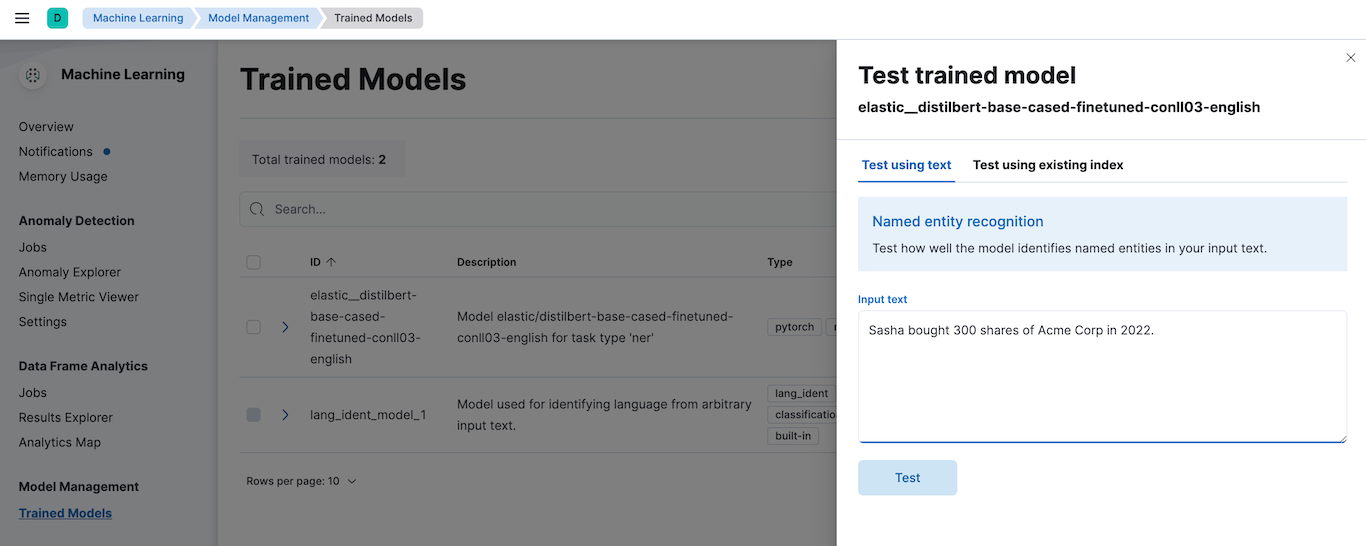 D Machine Learning Model Management Trained Models
Machine Learning
Overview
Notifications
Memory Usage
Anomaly Detection
Jobs
Anomaly Explorer
Single Metric Viewer
Settings
Data Frame Analytics
Jobs
Results Explorer
Analytics Map
Model Management
Trained Models
Trained Models
Total trained models: 2
Search...
ID Description Type
elastic__distilbert-
base-cased-
finetuned-conll03-
english
Model elastic/distilbert-base-cased-finetuned-
conll03-english for task type 'ner'
pytorch
lang_ident_model_1
Model used for identifying language from arbitrary
input text.
lang_ident
classificatio
built-in
Rows per page: 10
Test trained model
elastic__distilbert-base-cased-finetuned-conll03-english
Test using text Test using existing index
Named entity recognition
Test how well the model identifies named entities in your input text.
Input text
Sasha bought 300 shares of Acme Corp in 2022.
Test